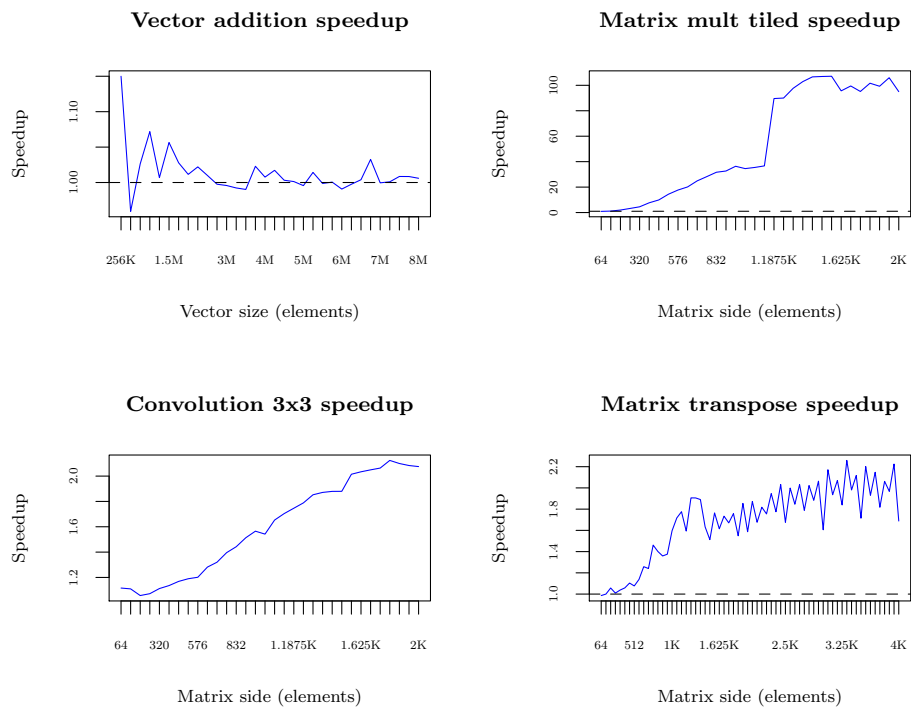 Vector addition speedup
Speedup
1.10
1.00
256K 1.5M 3M 4M 5M 6M 7M 8M
Vector size (elements)
Matrix mult tiled speedup
Speedup
100
60
20
0
64 320 576 832 1.1875K 1.625K 2K
Matrix side (elements)
Convolution 3x3 speedup
Speedup
2.0
1.6
1.2
64 320 576 832 1.1875K 1.625K 2K
Matrix side (elements)
Matrix transpose speedup
Speedup
2.2
1.8
1.4
1.0
64 512 1K 1.625K 2.5K 3.25K 4K
Matrix side (elements)